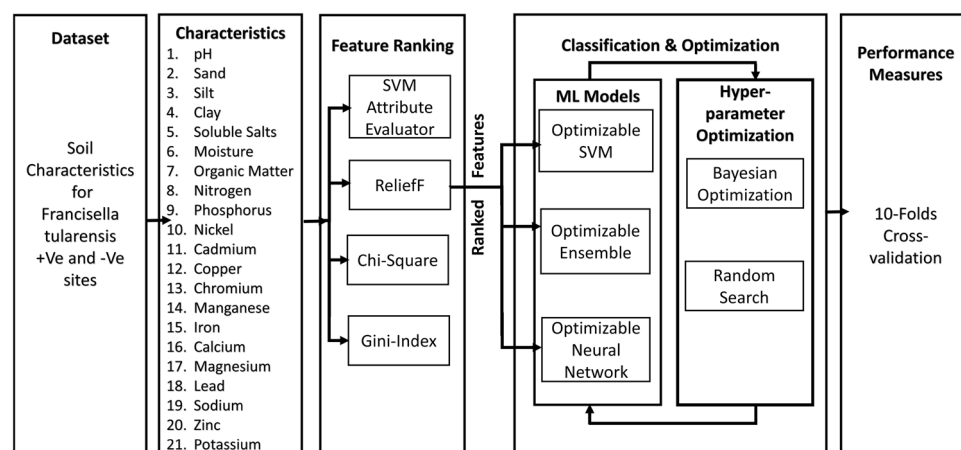 Dataset
Soil
Characteristics
for
Francisella
tularensis
+Ve and -Ve
sites
Characteristics
1. pH
2. Sand
3. Silt
4. Clay
5. Soluble Salts
6. Moisture
7. Organic Matter
8. Nitrogen
9. Phosphorus
10. Nickel
11. Cadmium
12. Copper
13. Chromium
14. Manganese
15. Iron
16. Calcium
17. Magnesium
18. Lead
19. Sodium
20. Zinc
21. Potassium
Feature Ranking
SVM
Attribute
Evaluator
ReliefF
Chi-Square
Gini-Index
Ranked Features
Classification & Optimization
ML Models
Optimizable
SVM
Optimizable
Ensemble
Optimizable
Neural
Network
Hyper-
parameter
Optimization
Bayesian
Optimization
Random
Search
Performance
Measures
10-Folds
Cross-
validation